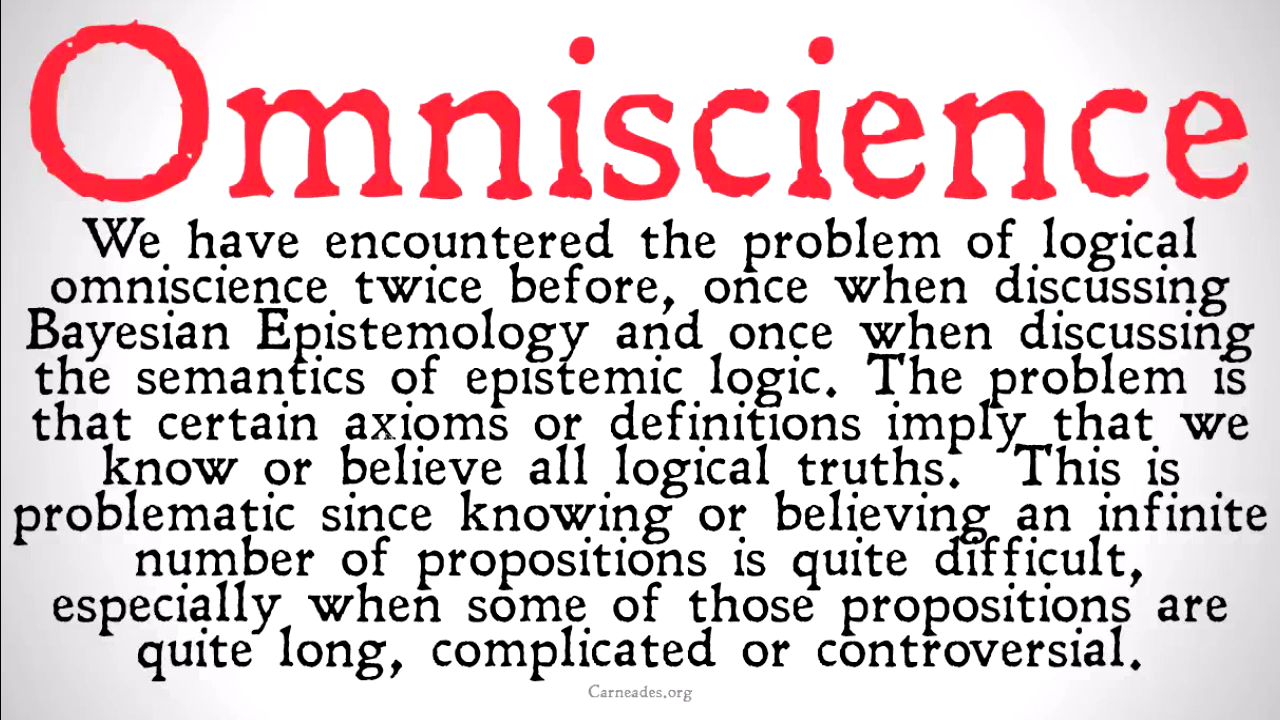 Omniscience
We have encountered the problem of logical
omniscience twice before, once when discussing
Bayesian Epistemology and once when discussing
the semantics of epistemic logic. The problem is
that certain axioms or definitions imply that we
know or believe all logical truths. This is
problematic since knowing or believing an infinite
number of propositions is quite difficult,
especially when some of those propositions are
quite long, complicated or controversial.
Carneades.org